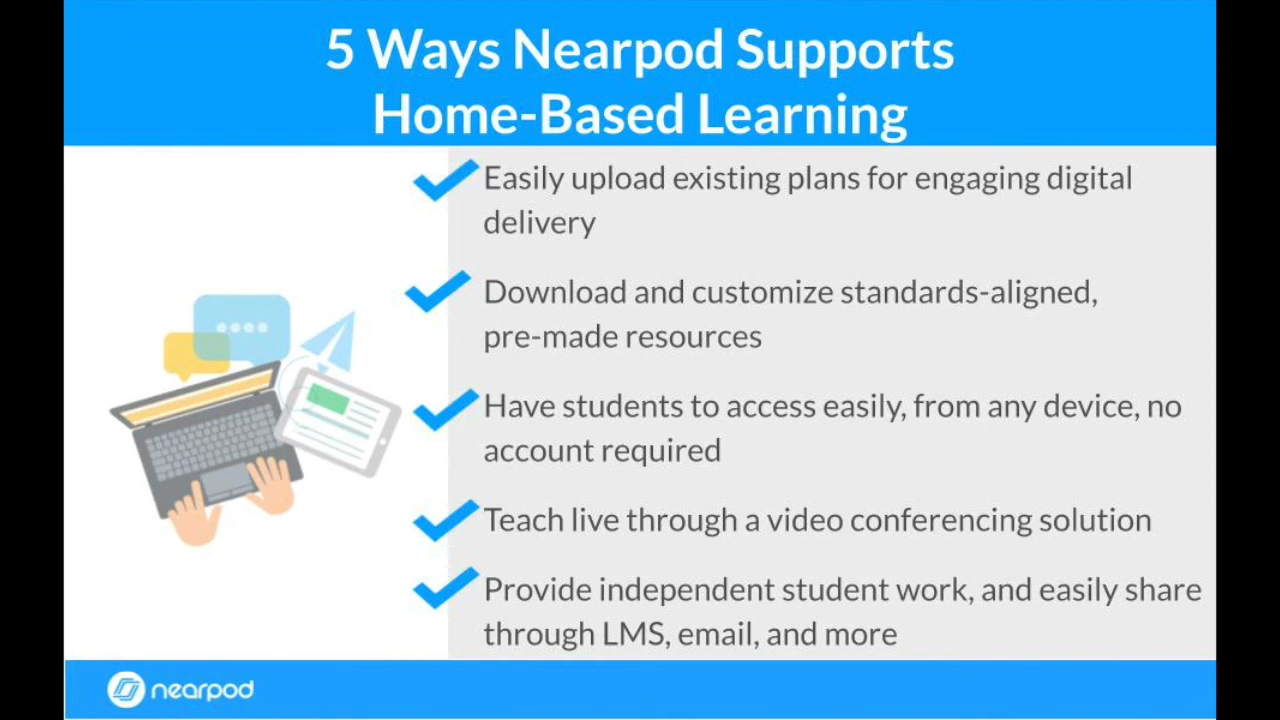 5 Ways Nearpod Supports
Home-Based Learning
Easily upload existing plans for engaging digital
delivery
Download and customize standards-aligned,
pre-made resources
Have students to access easily, from any device, no
account required
Teach live through a video conferencing solution
Provide independent student work, and easily share
through LMS, email, and more
nearpod